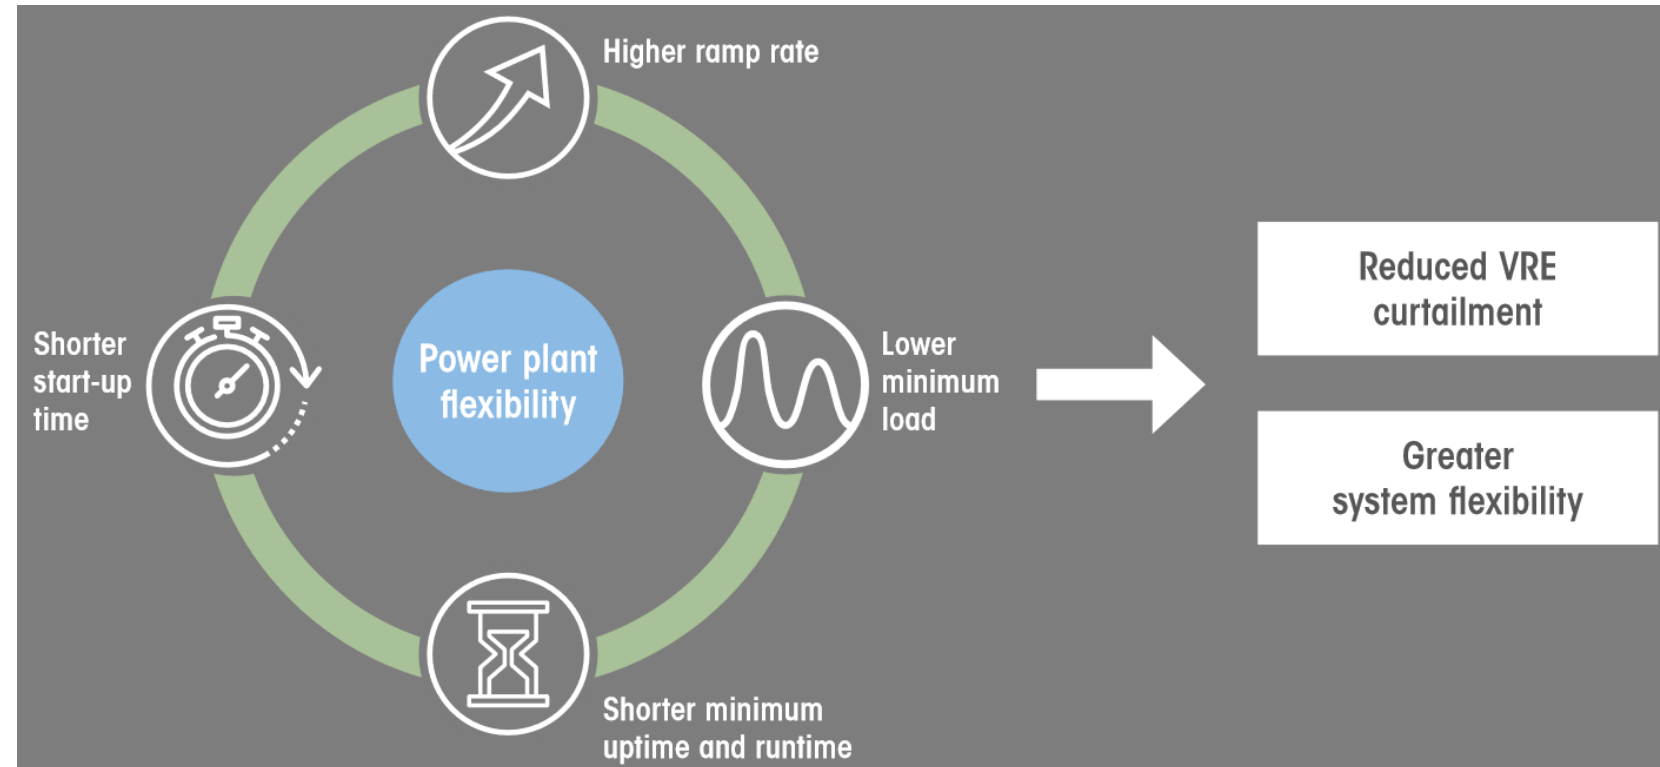 Higher ramp rate
Shorter
start-up
time
Power plant
flexibility
Lower
minimum
load
Shorter minimum
uptime and runtime
Reduced VRE
curtailment
Greater
system flexibility